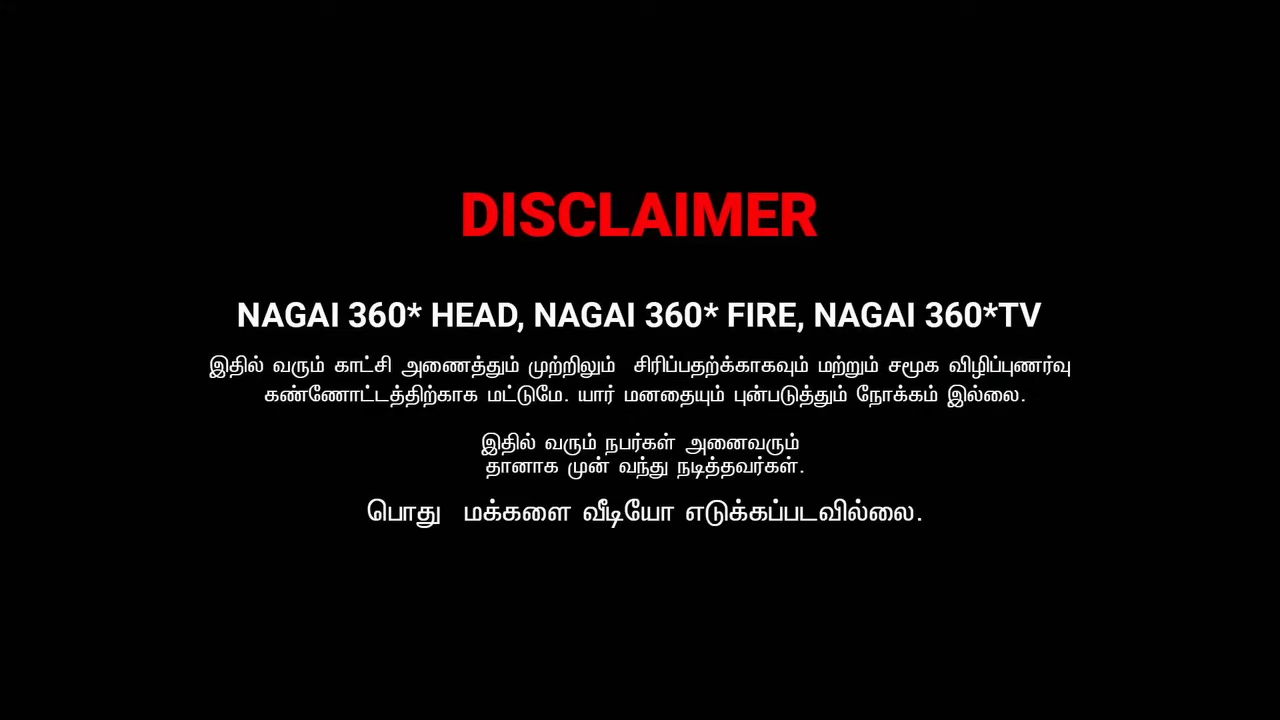 DISCLAIMER
NAGAI 360* HEAD, NAGAI 360* FIRE, NAGAI 360*TV
இதில் வரும் காட்சி அணைத்தும் முற்றிலும் சிரிப்பதற்க்காகவும் மற்றும் சமூக விழிப்புணர்வு
கண்ணோட்டத்திற்காக மட்டுமே. யார் மனதையும் புன்படுத்தும் நோக்கம் இல்லை.
இதில் வரும் நபர்கள் அனைவரும்
தானாக முன் வந்து நடித்தவர்கள்.
பொது மக்களை வீடியோ எடுக்கப்படவில்லை.